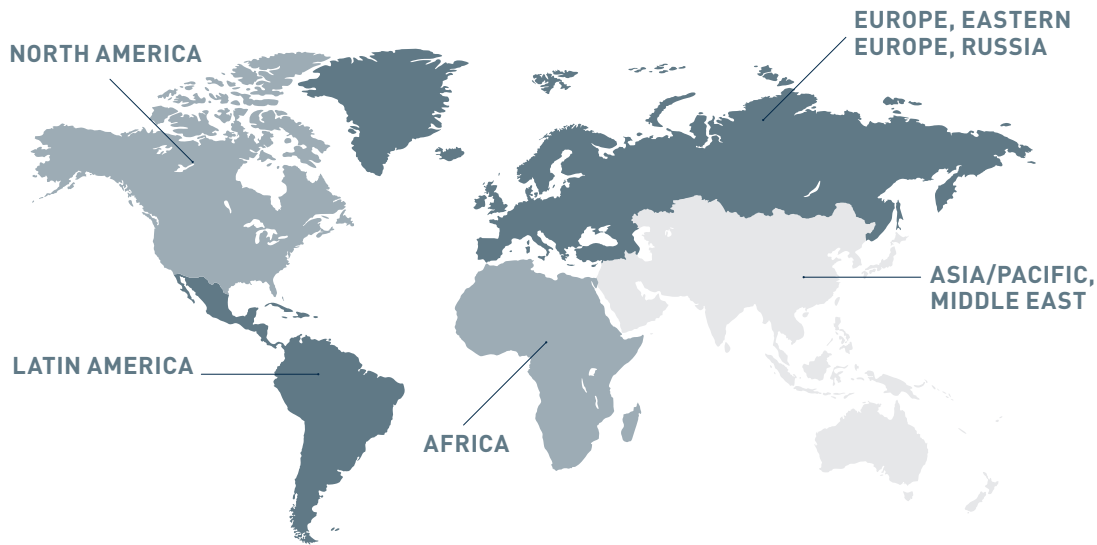 NORTH AMERICA
EUROPE, EASTERN
EUROPE, RUSSIA
ASIA/PACIFIC,
MIDDLE EAST
LATIN AMERICA
AFRICA